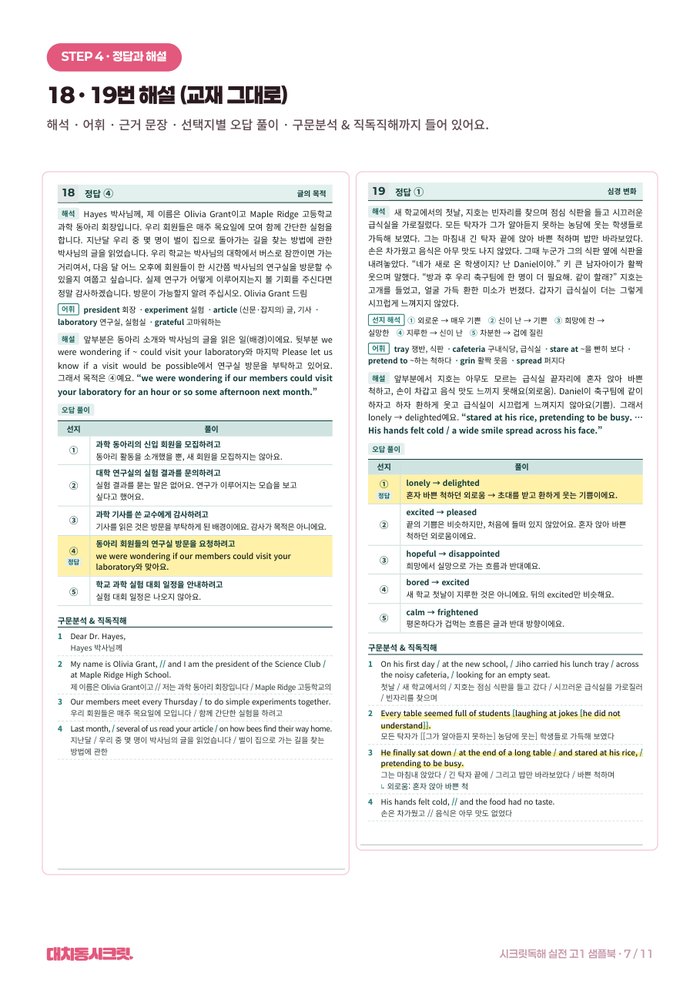 STEP 4 · 정답과 해설
18 · 19번 해설 (교재 그대로)
해석 · 어휘 · 근거 문장 · 선택지별 오답 풀이 · 구문분석 & 직독직해까지 들어 있어요.
18 정답 ④ 글의 목적
해석 Hayes 박사님께, 제 이름은 Olivia Grant이고 Maple Ridge 고등학교
과학 동아리 회장입니다. 우리 회원들은 매주 목요일에 모여 함께 간단한 실험을
합니다. 지난달 우리 중 몇 명이 벌이 집으로 돌아가는 길을 찾는 방법에 관한
박사님의 글을 읽었습니다. 우리 학교는 박사님의 대학에서 버스로 잠깐이면 가는
거리여서, 다음 달 어느 오후에 회원들이 한 시간쯤 박사님의 연구실을 방문할 수
있을지 여쭙고 싶습니다. 실제 연구가 어떻게 이루어지는지 볼 기회를 주신다면
정말 감사하겠습니다. 방문이 가능할지 알려 주십시오. Olivia Grant 드림
어휘 president 회장 · experiment 실험 · article (신문·잡지의) 글, 기사 ·
laboratory 연구실, 실험실 · grateful 고마워하는
해설 앞부분은 동아리 소개와 박사님의 글을 읽은 일(배경)이에요. 뒷부분 we
were wondering if ~ could visit your laboratory와 마지막 Please let us
know if a visit would be possible에서 연구실 방문을 부탁하고 있어요.
그래서 목적은 ④예요. “we were wondering if our members could visit
your laboratory for an hour or so some afternoon next month.”
오답 풀이
선지 풀이
① 과학 동아리의 신입 회원을 모집하려고
동아리 활동을 소개했을 뿐, 새 회원을 모집하지는 않아요.
② 대학 연구실의 실험 결과를 문의하려고
실험 결과를 묻는 말은 없어요. 연구가 이루어지는 모습을 보고
싶다고 했어요.
③ 과학 기사를 쓴 교수에게 감사하려고
기사를 읽은 것은 방문을 부탁하게 된 배경이에요. 감사가 목적은 아니에요.
④ 정답 동아리 회원들의 연구실 방문을 요청하려고
we were wondering if our members could visit your
laboratory와 맞아요.
⑤ 학교 과학 실험 대회 일정을 안내하려고
실험 대회 일정은 나오지 않아요.
구문분석 & 직독직해
1 Dear Dr. Hayes,
Hayes 박사님께
2 My name is Olivia Grant, // and I am the president of the Science Club /
at Maple Ridge High School.
제 이름은 Olivia Grant이고 // 저는 과학 동아리 회장입니다 / Maple Ridge 고등학교의
3 Our members meet every Thursday / to do simple experiments together.
우리 회원들은 매주 목요일에 모입니다 / 함께 간단한 실험을 하려고
4 Last month, / several of us read your article / on how bees find their way home.
지난달 / 우리 중 몇 명이 박사님의 글을 읽었습니다 / 벌이 집으로 가는 길을 찾는
방법에 관한
19 정답 ① 심경 변화
해석 새 학교에서의 첫날, 지호는 빈자리를 찾으며 점심 식판을 들고 시끄러운
급식실을 가로질렀다. 모든 탁자가 그가 알아듣지 못하는 농담에 웃는 학생들로
가득해 보였다. 그는 마침내 긴 탁자 끝에 앉아 바쁜 척하며 밥만 바라보았다.
손은 차가웠고 음식은 아무 맛도 나지 않았다. 그때 누군가 그의 식판 옆에 식판을
내려놓았다. “네가 새로 온 학생이지? 난 Daniel이야.” 키 큰 남자아이가 활짝
웃으며 말했다. “방과 후 우리 축구팀에 한 명이 더 필요해. 같이 할래?” 지호는
고개를 들었고, 얼굴 가득 환한 미소가 번졌다. 갑자기 급식실이 더는 그렇게
시끄럽게 느껴지지 않았다.
선지 해석 ① 외로운 → 매우 기쁜 ② 신이 난 → 기쁜 ③ 희망에 찬 →
실망한 ④ 지루한 → 신이 난 ⑤ 차분한 → 겁에 질린
어휘 tray 쟁반, 식판 · cafeteria 구내식당, 급식실 · stare at ~을 빤히 보다 ·
pretend to ~하는 척하다 · grin 활짝 웃음 · spread 퍼지다
해설 앞부분에서 지호는 아무도 모르는 급식실 끝자리에 혼자 앉아 바쁜
척하고, 손이 차갑고 음식 맛도 느끼지 못해요(외로움). Daniel이 축구팀에 같이
하자고 하자 환하게 웃고 급식실이 시끄럽게 느껴지지 않아요(기쁨). 그래서
lonely → delighted예요. “stared at his rice, pretending to be busy. …
His hands felt cold / a wide smile spread across his face.”
오답 풀이
선지 풀이
① 정답 lonely → delighted
혼자 바쁜 척하던 외로움 → 초대를 받고 환하게 웃는 기쁨이에요.
② excited → pleased
끝의 기쁨은 비슷하지만, 처음에 들떠 있지 않았어요. 혼자 앉아 바쁜
척하던 외로움이에요.
③ hopeful → disappointed
희망에서 실망으로 가는 흐름과 반대예요.
④ bored → excited
새 학교 첫날이 지루한 것은 아니에요. 뒤의 excited만 비슷해요.
⑤ calm → frightened
평온하다가 겁먹는 흐름은 글과 반대 방향이에요.
구문분석 & 직독직해
1 On his first day / at the new school, / Jiho carried his lunch tray / across
the noisy cafeteria, / looking for an empty seat.
첫날 / 새 학교에서의 / 지호는 점심 식판을 들고 갔다 / 시끄러운 급식실을 가로질러
/ 빈자리를 찾으며
2 Every table seemed full of students [laughing at jokes [he did not
understand]].
모든 탁자가 [[그가 알아듣지 못하는] 농담에 웃는] 학생들로 가득해 보였다
3 He finally sat down / at the end of a long table / and stared at his rice, /
pretending to be busy.
그는 마침내 앉았다 / 긴 탁자 끝에 / 그리고 밥만 바라보았다 / 바쁜 척하며
↳ 외로움: 혼자 앉아 바쁜 척
4 His hands felt cold, // and the food had no taste.
손은 차가웠고 // 음식은 아무 맛도 없었다
대치동시크릿.
시크릿독해 실전 고1 샘플북 · 7 / 11